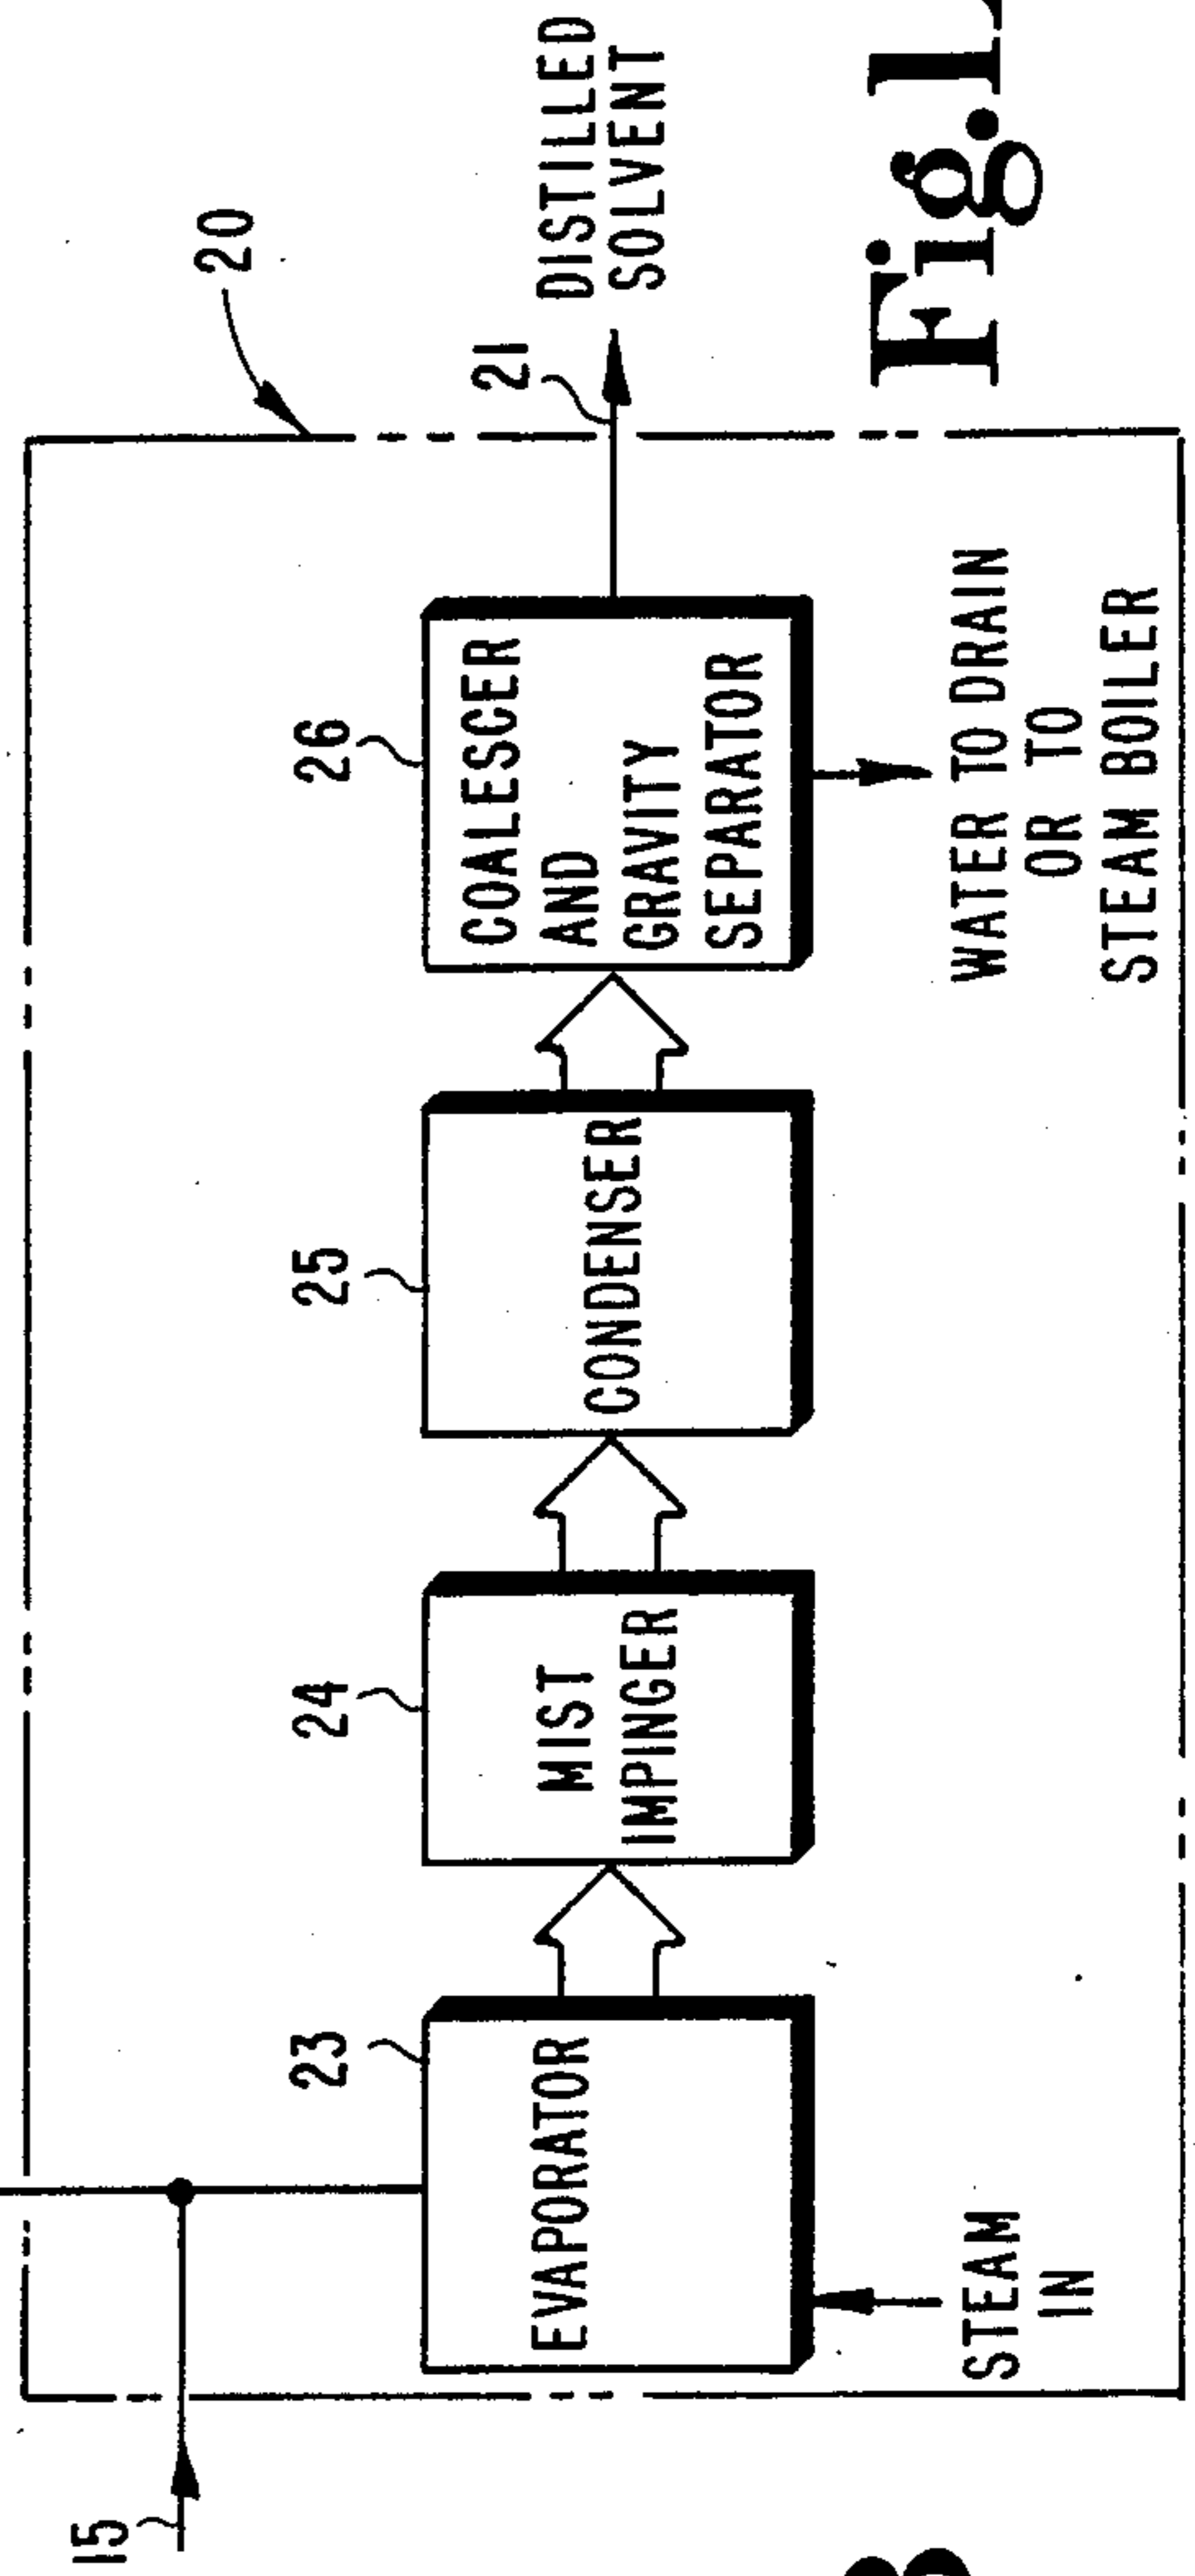 20
26
25
24
23
15
21
DISTILLED
SOLVENT
COALESCER
AND
GRAVITY
SEPARATOR
CONDENSER
MIST
IMPINGER
EVAPORATOR
WATER TO DRAIN
OR TO
STEAM BOILER
STEAM
IN
Fig.1